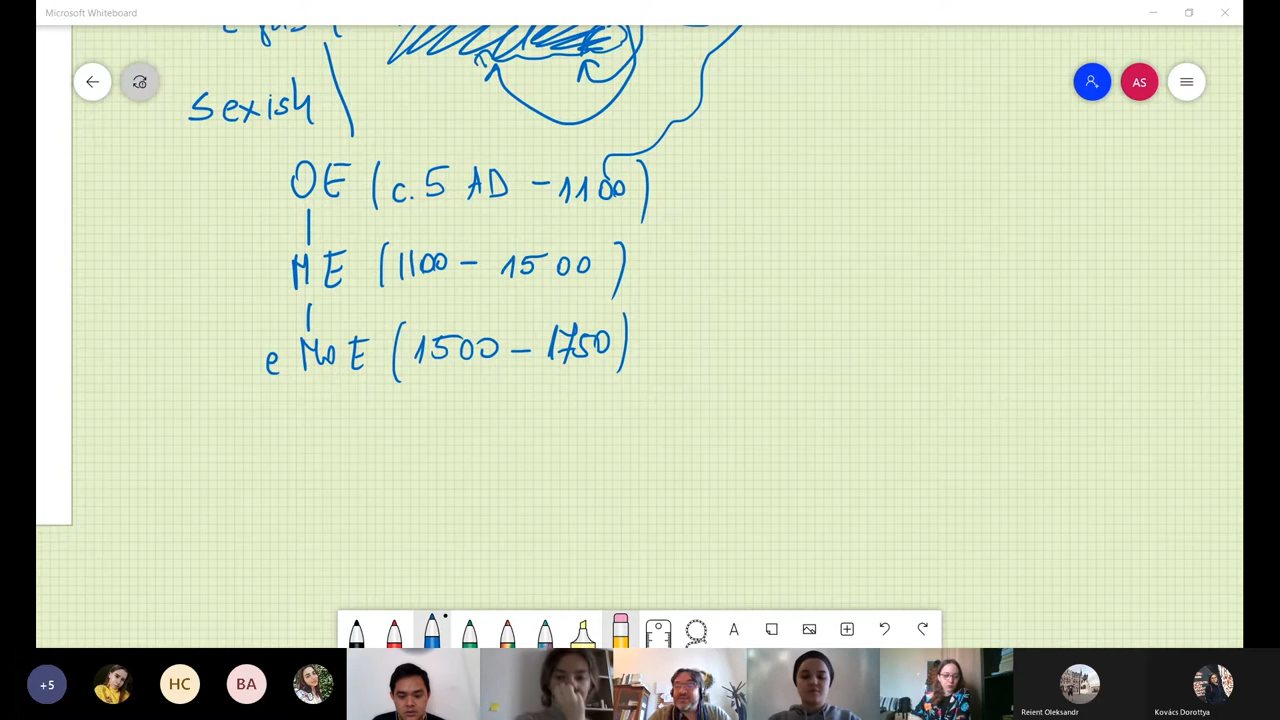 Microsoft Whiteboard
AS
sexish
OE (c. 5 AD – 1100)
ME (1100 – 1500)
e MoE (1500 – 1750)
A
+5
HC
BA
Reient Oleksandr
Kovács Dorottya